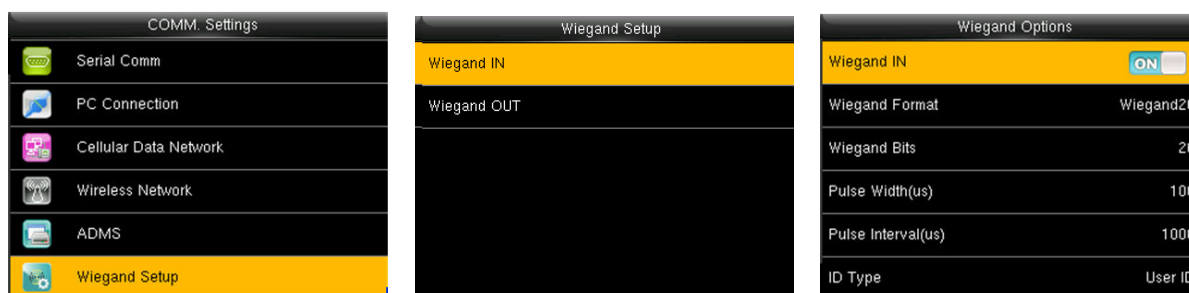 COMM. Settings
Serial Comm
PC Connection
Cellular Data Network
Wireless Network
ADMS
Wiegand Setup
Wiegand Setup
Wiegand IN
Wiegand OUT
Wiegand Options
Wiegand IN ON
Wiegand Format
Wiegand Bits
Pulse Width(us) 100
Pulse Interval(us) 1000
ID Type User ID